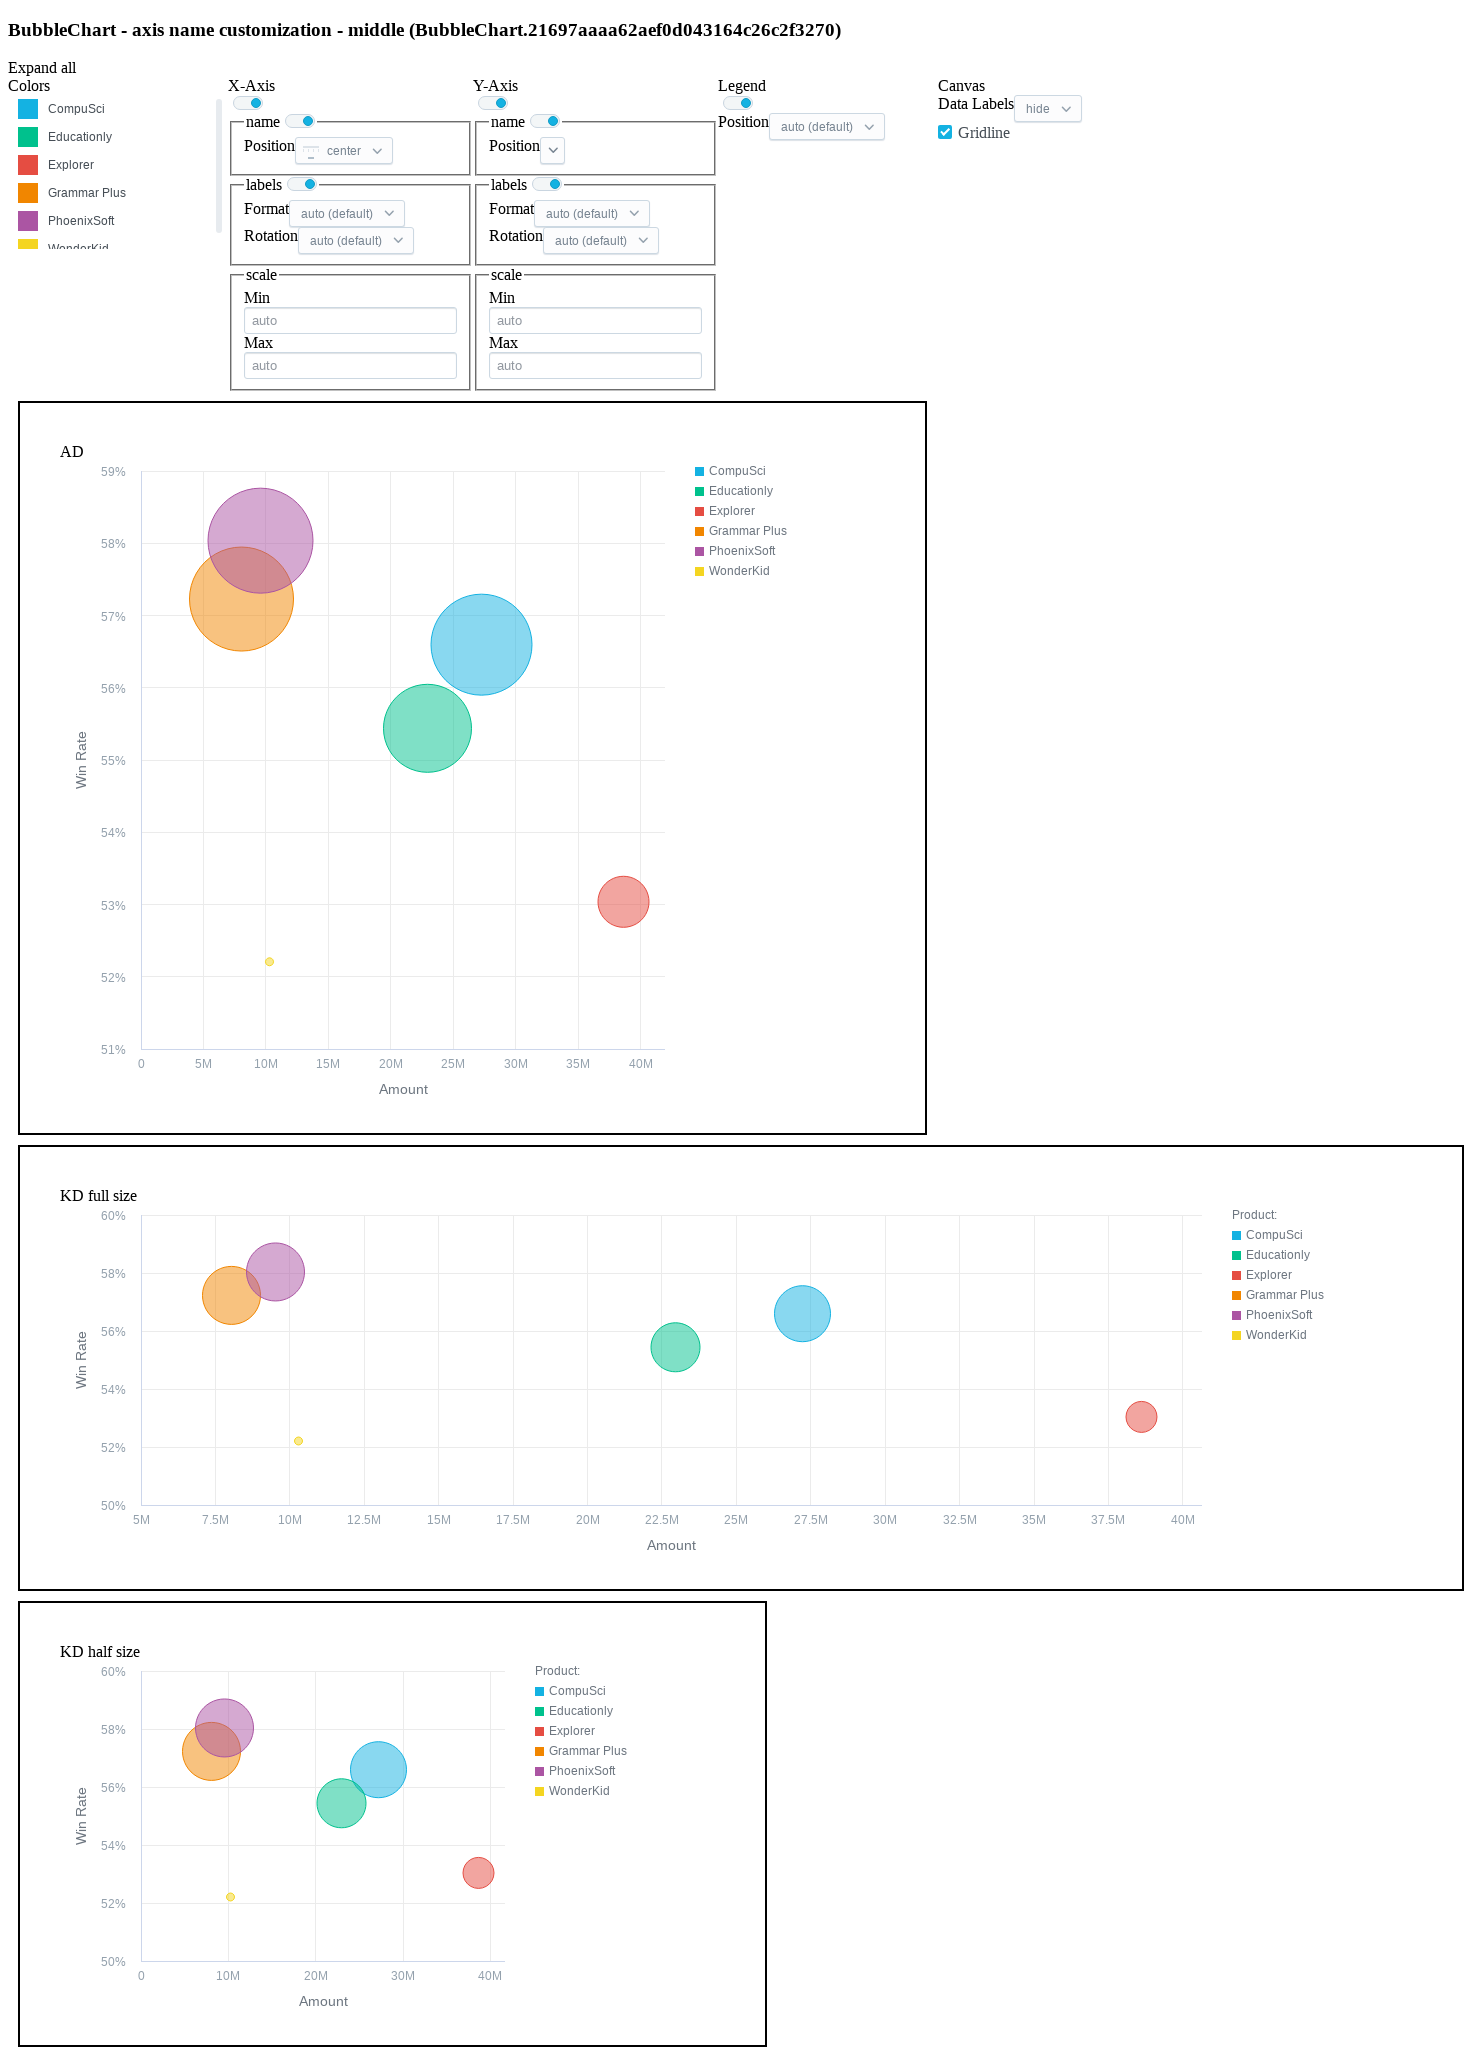 BubbleChart - axis name customization - middle (BubbleChart.21697aaaa62aef0d043164c26c2f3270)
Expand all
Colors
CompuSci
Educationly
Explorer
Grammar Plus
PhoenixSoft
WonderKid
X-Axis
name
Position center
labels
Format auto (default)
Rotation auto (default)
scale
Min
auto
Max
auto
Y-Axis
name
Position
labels
Format auto (default)
Rotation auto (default)
scale
Min
auto
Max
auto
Legend
Position auto (default)
Canvas
Data Labels hide
Gridline
AD
59%
58%
57%
56%
55%
54%
53%
52%
51%
Win Rate
0 5M 10M 15M 20M 25M 30M 35M 40M
Amount
CompuSci
Educationly
Explorer
Grammar Plus
PhoenixSoft
WonderKid
KD full size
60%
58%
56%
54%
52%
50%
Win Rate
5M 7.5M 10M 12.5M 15M 17.5M 20M 22.5M 25M 27.5M 30M 32.5M 35M 37.5M 40M
Amount
Product:
CompuSci
Educationly
Explorer
Grammar Plus
PhoenixSoft
WonderKid
KD half size
60%
58%
56%
54%
52%
50%
Win Rate
0 10M 20M 30M 40M
Amount
Product:
CompuSci
Educationly
Explorer
Grammar Plus
PhoenixSoft
WonderKid